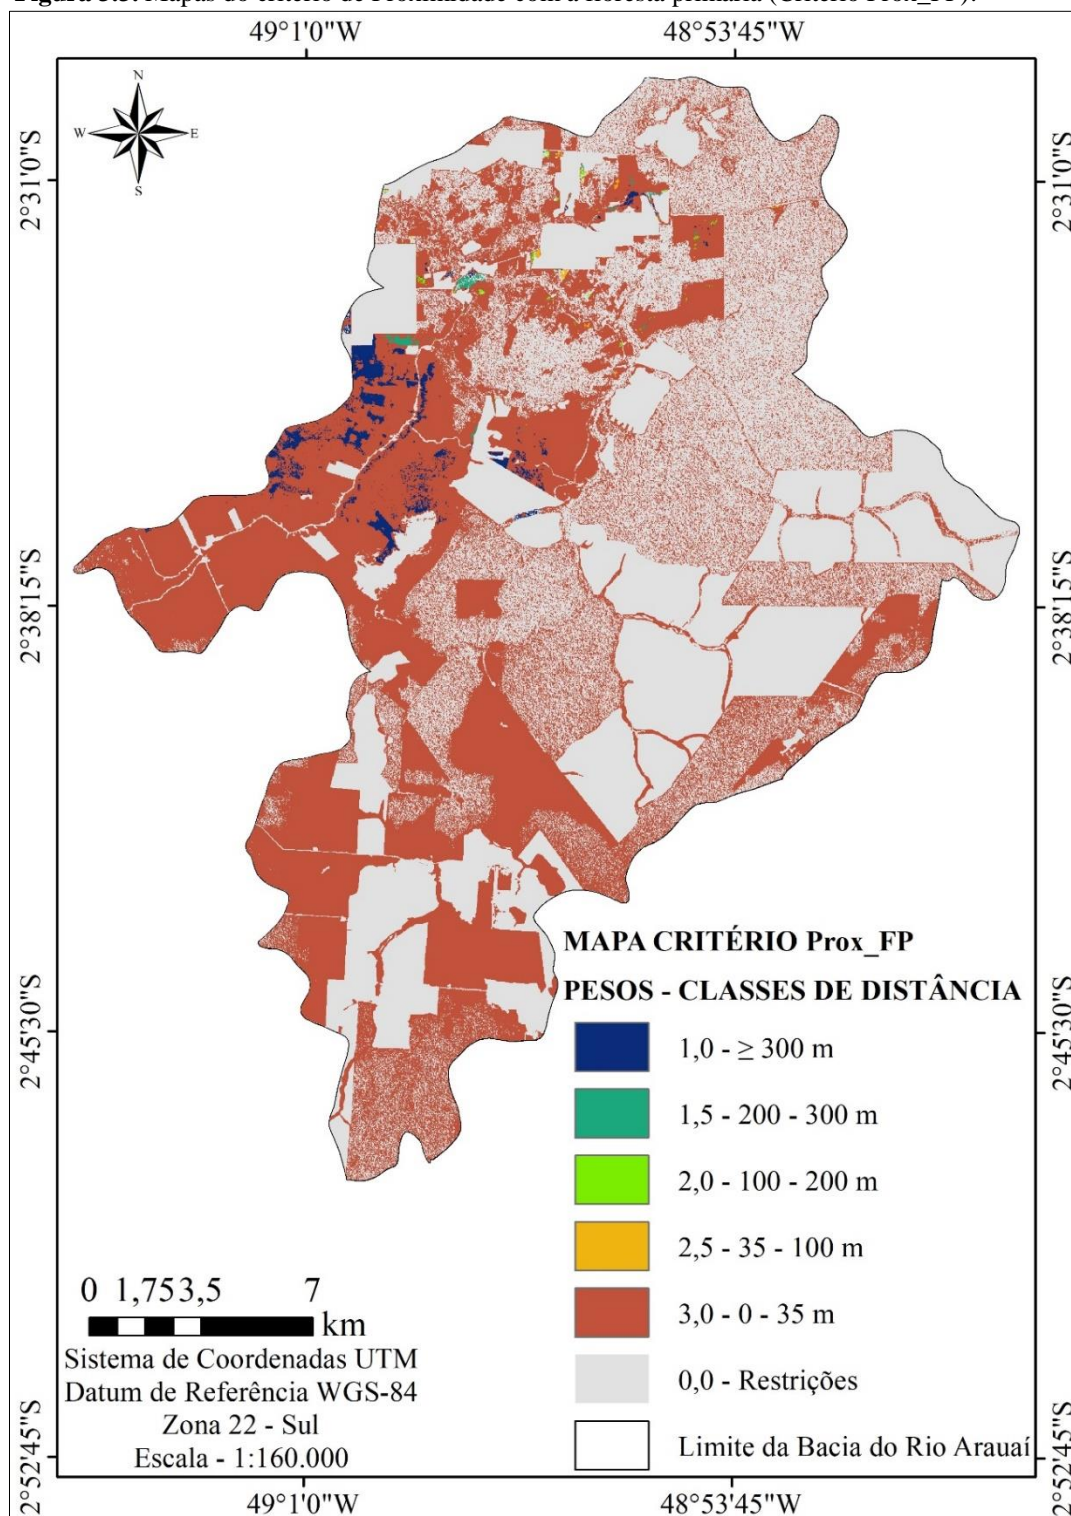 Figura 3.3. Mapas do critério de Proximidade com a floresta primária (Critério Prox_FP).
49°1'0"W 48°53'45"W
N
W E
S
2°31'0"S 2°31'0"S
2°38'15"S 2°38'15"S
MAPA CRITÉRIO Prox_FP
PESOS - CLASSES DE DISTÂNCIA
2°45'30"S 2°45'30"S
1,0 - ≥ 300 m
1,5 - 200 - 300 m
2,0 - 100 - 200 m
2,5 - 35 - 100 m
3,0 - 0 - 35 m
0,0 - Restrições
Limite da Bacia do Rio Arauaí
0 1,75 3,5 7
km
Sistema de Coordenadas UTM
Datum de Referência WGS-84
Zona 22 - Sul
Escala - 1:160.000
2°52'45"S 2°52'45"S
49°1'0"W 48°53'45"W